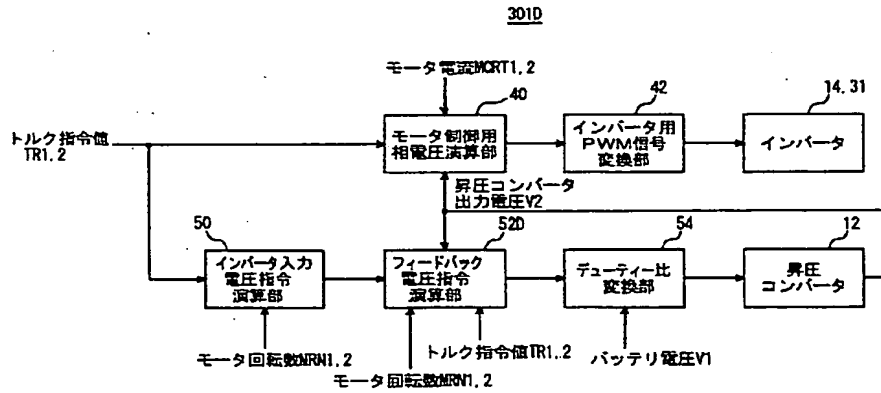 301D
モータ電流MCRT1,2
40
42
14,31
トルク指令値
TR1,2
モータ制御用
相電圧演算部
インバータ用
PWM信号
変換部
インバータ
昇圧コンバータ
出力電圧V2
50
52D
54
12
インバータ入力
電圧指令
演算部
フィードバック
電圧指令
演算部
デューティー比
変換部
昇圧
コンバータ
モータ回転数MRN1,2
トルク指令値TR1,2
モータ回転数MRN1,2
バッテリ電圧V1